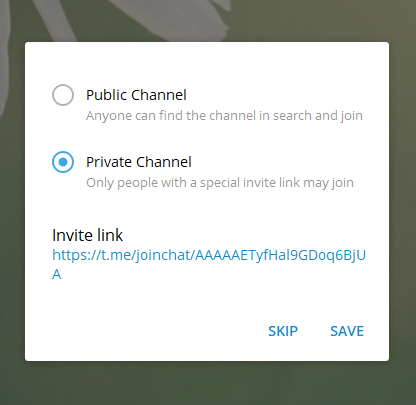 Public Channel
Anyone can find the channel in search and join
Private Channel
Only people with a special invite link may join
Invite link
https://t.me/joinchat/AAAAAETyfHal9GDoq6BjU
A
SKIP SAVE